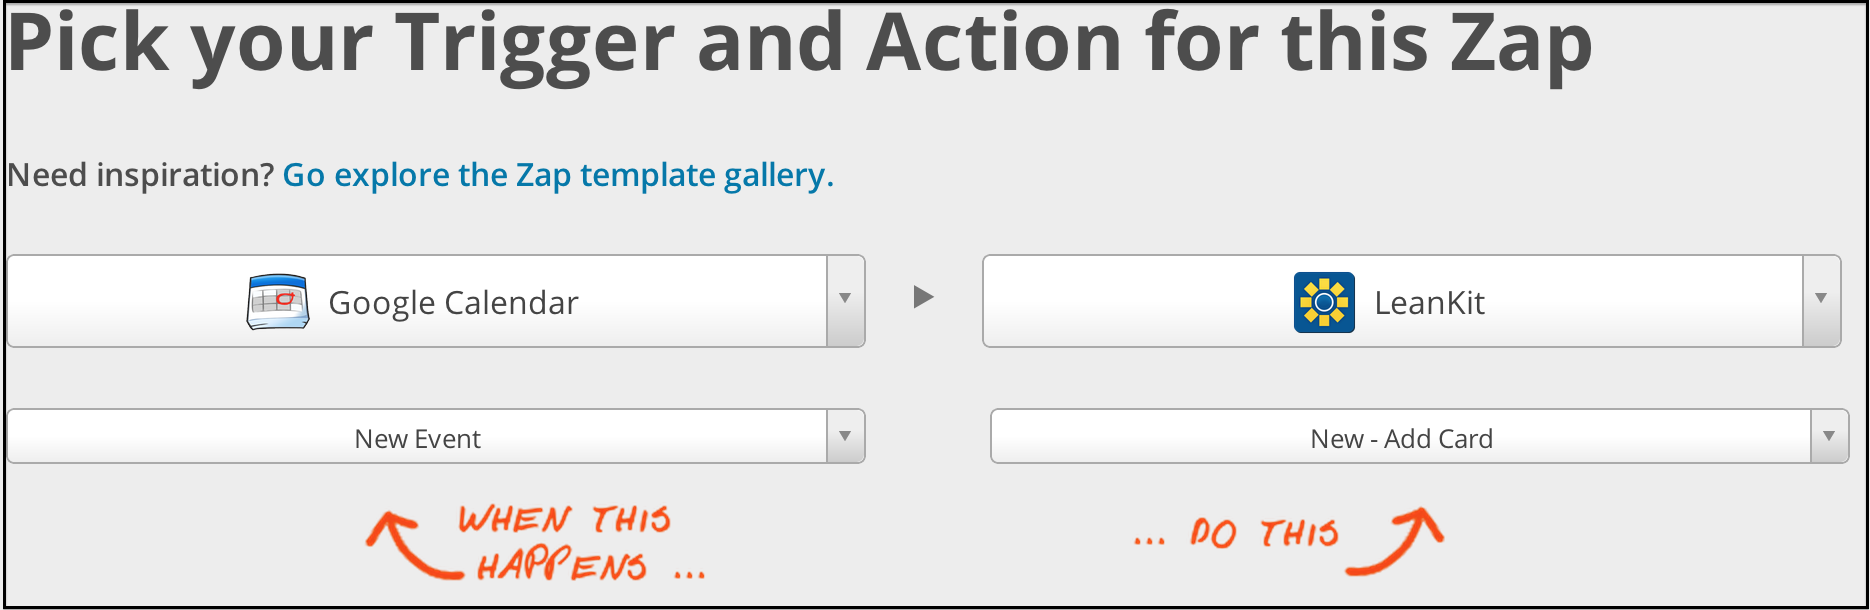 Pick your Trigger and Action for this Zap
Need inspiration? Go explore the Zap template gallery.
Google Calendar
LeanKit
New Event
New - Add Card
WHEN THIS
HAPPENS ...
... DO THIS